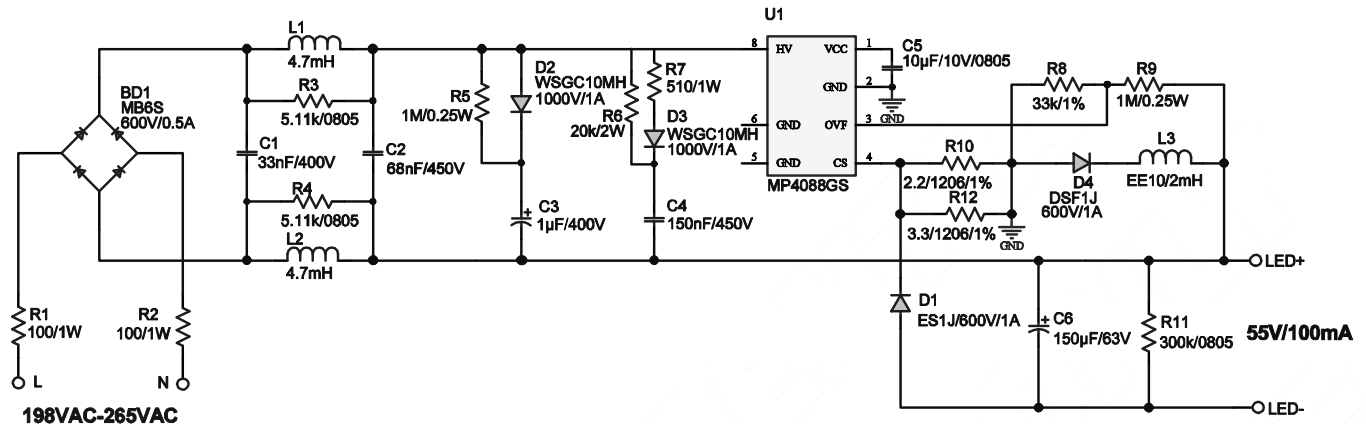 U1
L1
4.7mH
8
HV
VCC
1
C5
10µF/10V/0805
GND
2
GND
R3
5.11k/0805
BD1
MB6S
600V/0.5A
C1
33nF/400V
C2
68nF/450V
R4
5.11k/0805
L2
4.7mH
R5
1M/0.25W
D2
WSGC10MH
1000V/1A
R6
20k/2W
R7
510/1W
D3
WSGC10MH
1000V/1A
C3
+
1µF/400V
C4
150nF/450V
6
GND
OVF
3
5
GND
CS
4
MP4088GS
R8
33k/1%
R9
1M/0.25W
R10
2.2/1206/1%
R12
3.3/1206/1%
GND
D4
DSF1J
600V/1A
L3
EE10/2mH
LED+
D1
ES1J/600V/1A
+
C6
150µF/63V
R11
300k/0805
55V/100mA
LED-
R1
100/1W
R2
100/1W
L
N
198VAC-265VAC